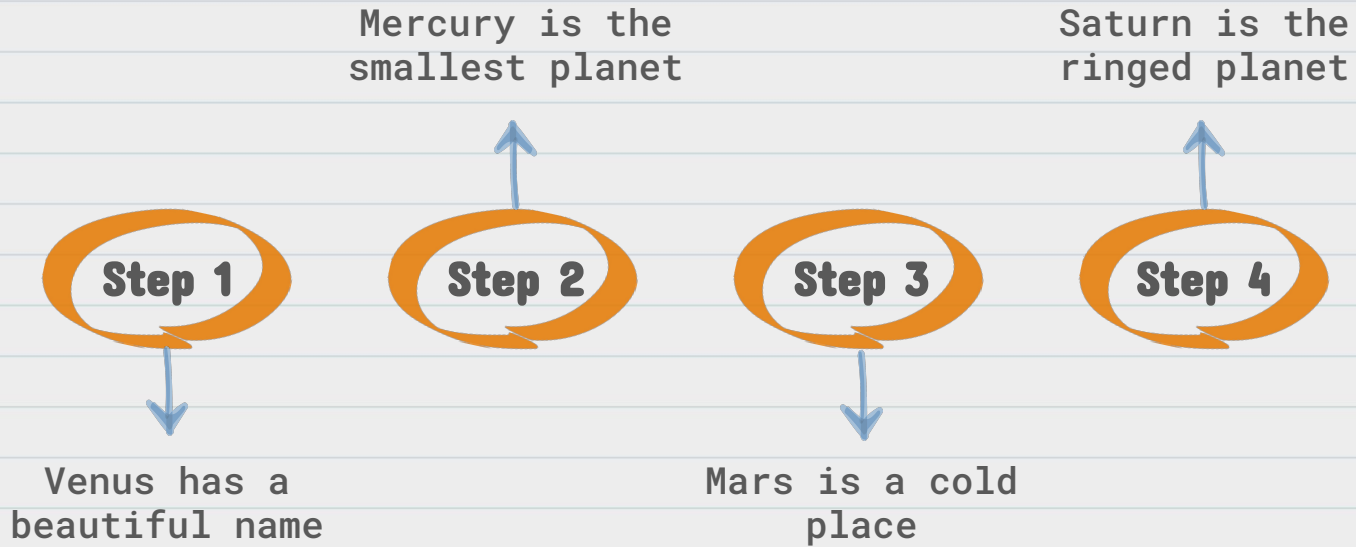 Mercury is the
smallest planet
Saturn is the
ringed planet
Step 1
Step 2
Step 3
Step 4
Venus has a
beautiful name
Mars is a cold
place